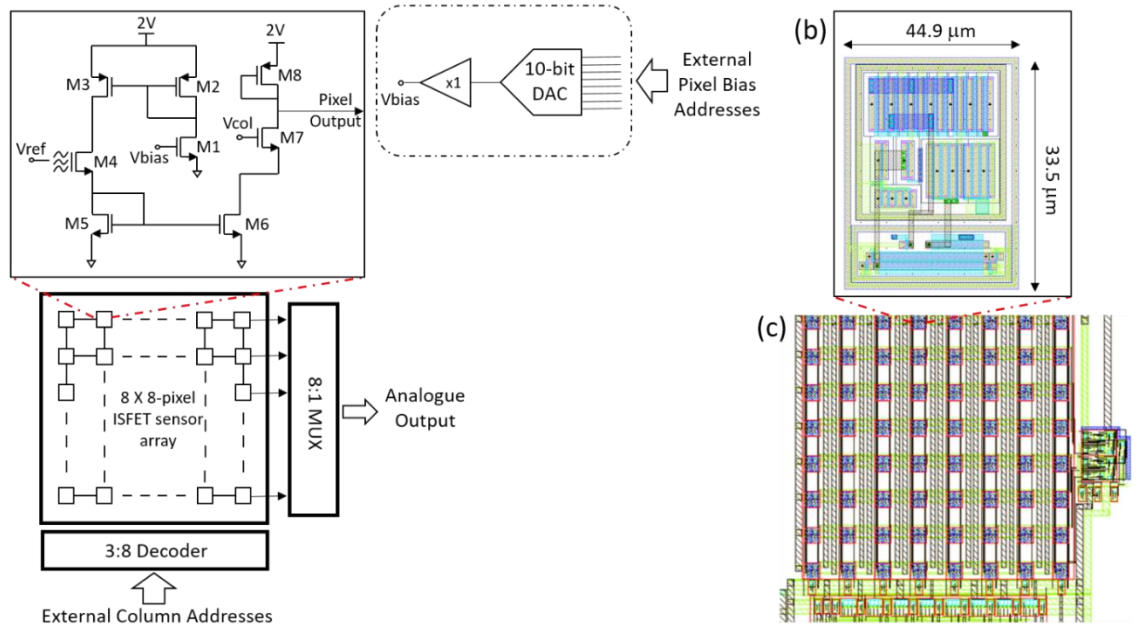 2V
2V
M3
M2
M8
Pixel
Output
Vcol
M7
Vref
M4
Vbias
M1
M5
M6
Vbias
x1
10-bit
DAC
External
Pixel Bias
Addresses
8 X 8-pixel
ISFET sensor
array
8:1 MUX
Analogue
Output
3:8 Decoder
External Column Addresses
(b)
44.9 µm
33.5 µm
(c)